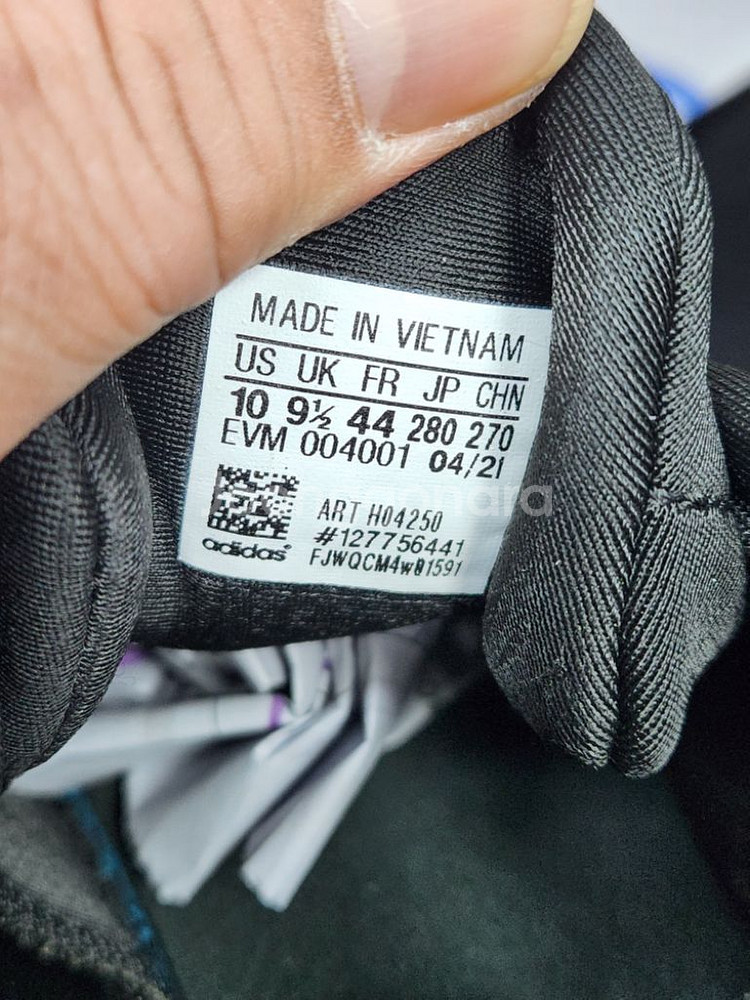 MADE IN VIETNAM
US UK FR JP CHN
10 9½ 44 280 270
EVM 004001 04/21
ART H04250
#127756441
FJWQCM4w01591
adidas